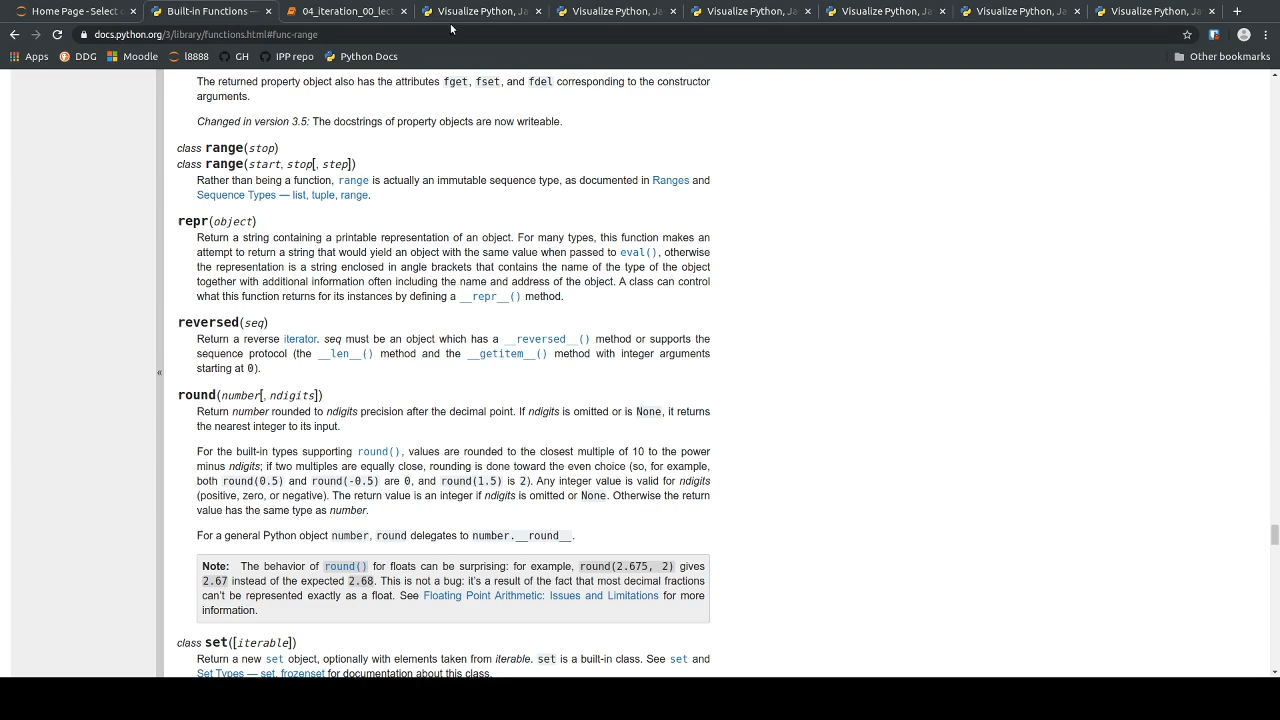 Home Page - Select c
Built-in Functions —
04_iteration_00_lect
Visualize Python, Ja
Visualize Python, Ja
Visualize Python, Ja
Visualize Python, Ja
Visualize Python, Ja
Visualize Python, Ja
docs.python.org/3/library/functions.html#func-range
Apps DDG Moodle l8888 GH IPP repo Python Docs Other bookmarks
The returned property object also has the attributes fget, fset, and fdel corresponding to the constructor
arguments.
Changed in version 3.5: The docstrings of property objects are now writeable.
class range(stop)
class range(start, stop[, step])
Rather than being a function, range is actually an immutable sequence type, as documented in Ranges and
Sequence Types — list, tuple, range.
repr(object)
Return a string containing a printable representation of an object. For many types, this function makes an
attempt to return a string that would yield an object with the same value when passed to eval(), otherwise
the representation is a string enclosed in angle brackets that contains the name of the type of the object
together with additional information often including the name and address of the object. A class can control
what this function returns for its instances by defining a __repr__() method.
reversed(seq)
Return a reverse iterator. seq must be an object which has a __reversed__() method or supports the
sequence protocol (the __len__() method and the __getitem__() method with integer arguments
starting at 0).
«
round(number[, ndigits])
Return number rounded to ndigits precision after the decimal point. If ndigits is omitted or is None, it returns
the nearest integer to its input.
For the built-in types supporting round(), values are rounded to the closest multiple of 10 to the power
minus ndigits; if two multiples are equally close, rounding is done toward the even choice (so, for example,
both round(0.5) and round(-0.5) are 0, and round(1.5) is 2). Any integer value is valid for ndigits
(positive, zero, or negative). The return value is an integer if ndigits is omitted or None. Otherwise the return
value has the same type as number.
For a general Python object number, round delegates to number.__round__.
Note: The behavior of round() for floats can be surprising: for example, round(2.675, 2) gives
2.67 instead of the expected 2.68. This is not a bug: it's a result of the fact that most decimal fractions
can't be represented exactly as a float. See Floating Point Arithmetic: Issues and Limitations for more
information.
class set([iterable])
Return a new set object, optionally with elements taken from iterable. set is a built-in class. See set and
Set Types — set, frozenset for documentation about this class.